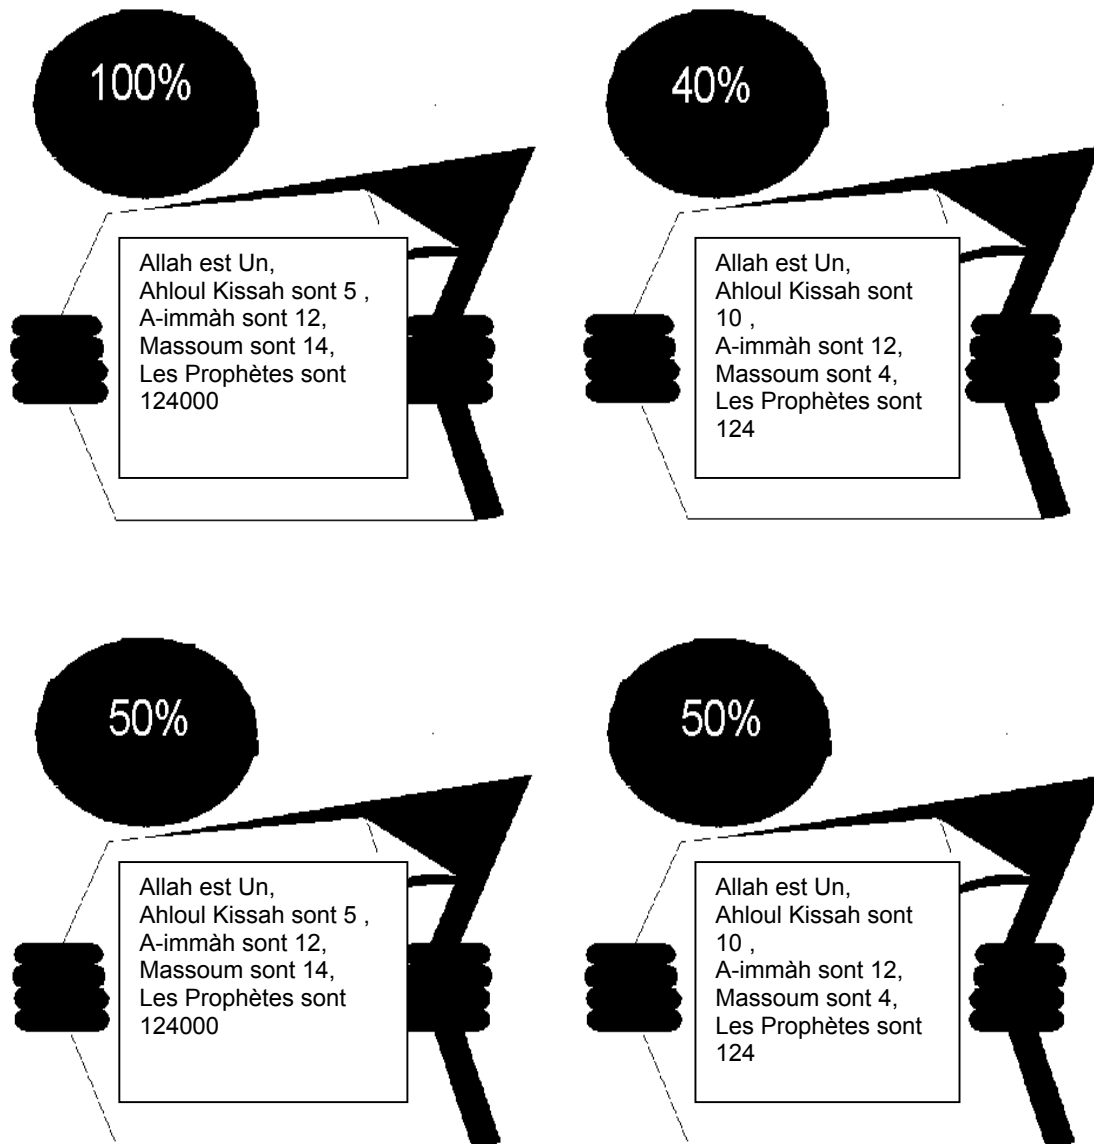 100%
Allah est Un,
Ahloul Kissah sont 5 ,
A-immàh sont 12,
Massoum sont 14,
Les Prophètes sont
124000
40%
Allah est Un,
Ahloul Kissah sont
10 ,
A-immàh sont 12,
Massoum sont 4,
Les Prophètes sont
124
50%
Allah est Un,
Ahloul Kissah sont 5 ,
A-immàh sont 12,
Massoum sont 14,
Les Prophètes sont
124000
50%
Allah est Un,
Ahloul Kissah sont
10 ,
A-immàh sont 12,
Massoum sont 4,
Les Prophètes sont
124